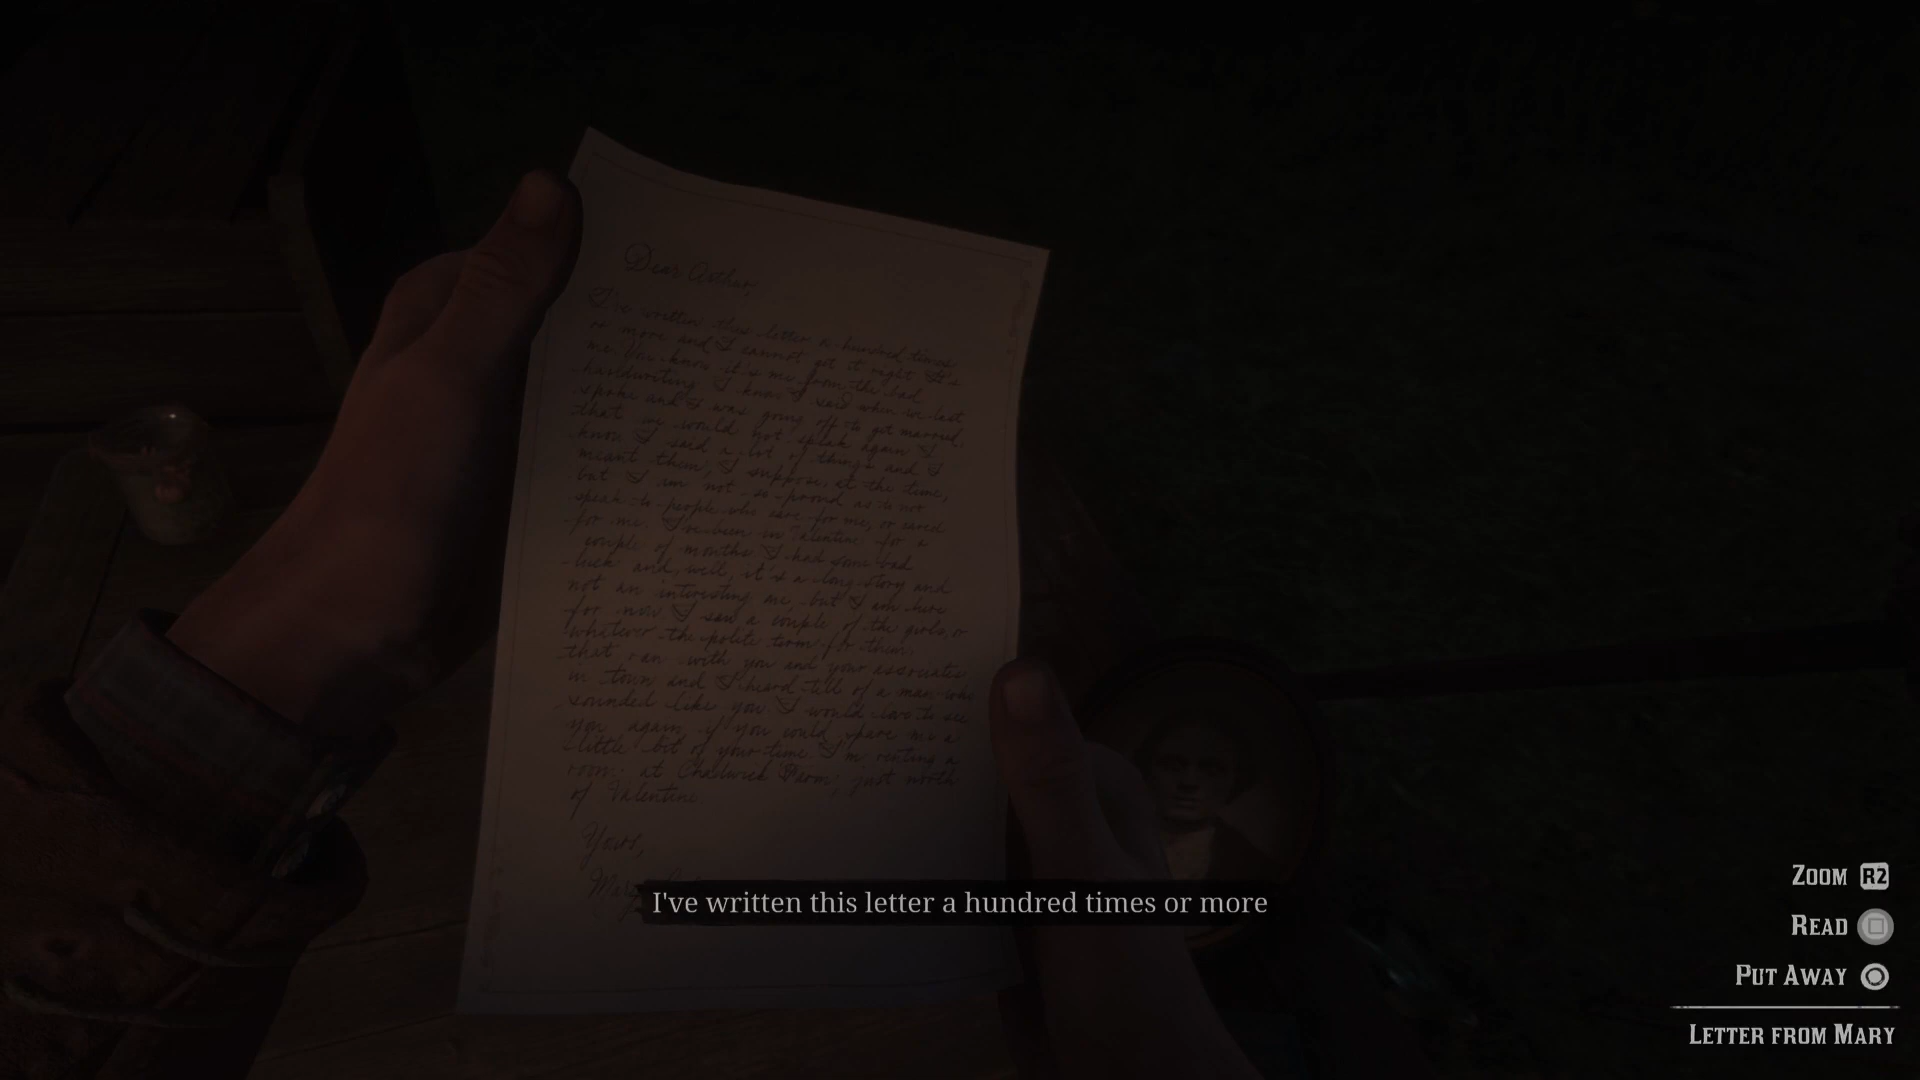 Dear Arthur,
I've written this letter a hundred times
or more and I cannot get it right It's
me. You know it's me from the bad
handwriting I know I said when we last
spoke and I was going off to get married,
that we would not speak again I
know I said a lot of things and I
meant them, I suppose, at the time,
but I am not so proud as to not
speak to people who care for me, or cared
for me. I've been in Valentine for a
couple of months I had some bad
luck and, well, it's a long story and
not an interesting one but I am here
for now I saw a couple of the girls, or
whatever the polite term for them,
that ran with you and your associates
in town and I heard tell of a man who
sounded like you I would love to see
you again, if you could spare me a
little bit of your time I'm renting a
room at Chadwick Farm, just north
of Valentine
Yours,
Mary
I've written this letter a hundred times or more
ZOOM R2
READ
PUT AWAY
LETTER FROM MARY